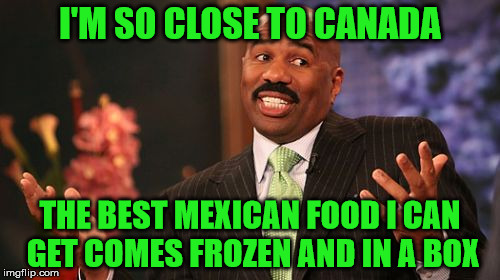 I'M SO CLOSE TO CANADA
THE BEST MEXICAN FOOD I CAN
GET COMES FROZEN AND IN A BOX
imgflip.com